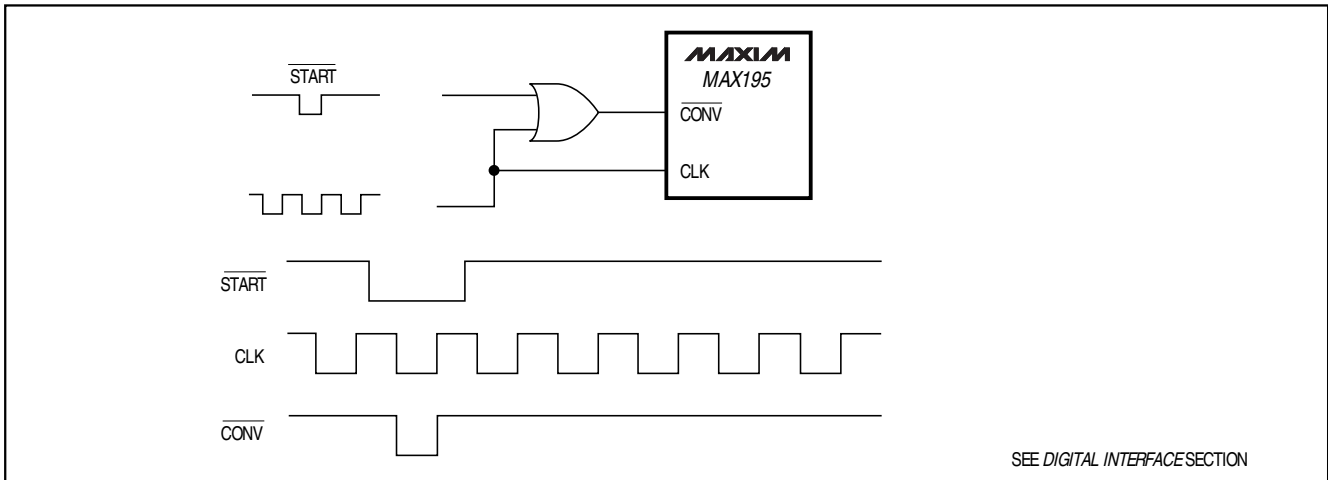 MAXIM
MAX195
START
CONV
CLK
START
CLK
CONV
SEE DIGITAL INTERFACE SECTION